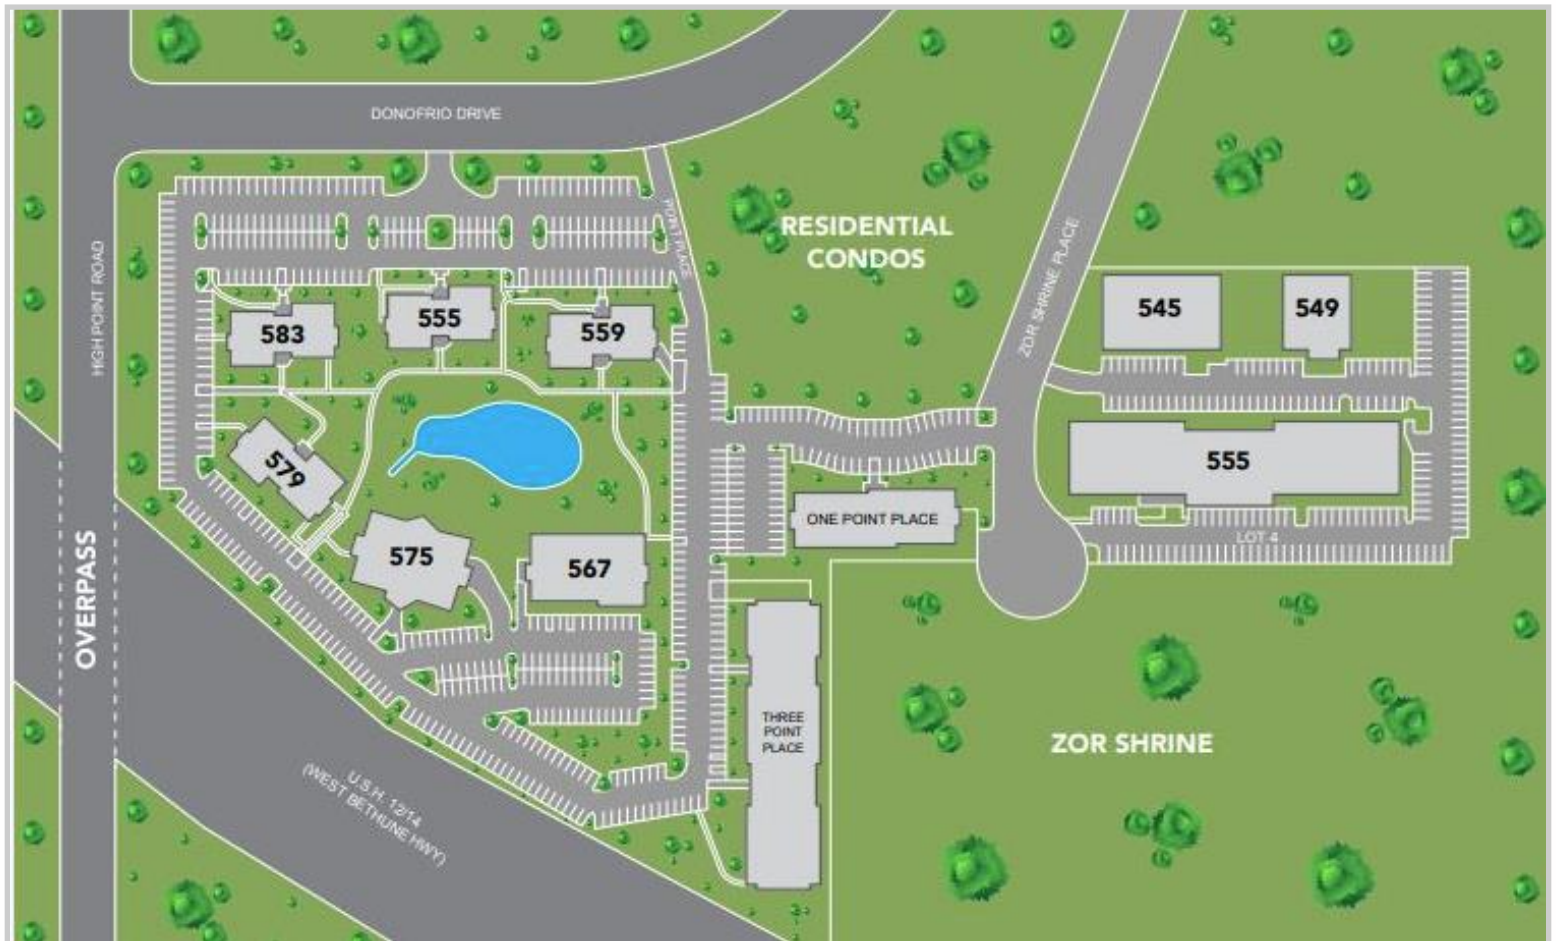 DONOFRIO DRIVE
HIGH POINT ROAD
POINT PLACE
RESIDENTIAL
CONDOS
ZOR SHRINE PLACE
545
549
583
555
559
579
555
575
567
ONE POINT PLACE
LOT 4
OVERPASS
THREE
POINT
PLACE
ZOR SHRINE
U.S.H. 12/14
(WEST BETHUNE HWY)